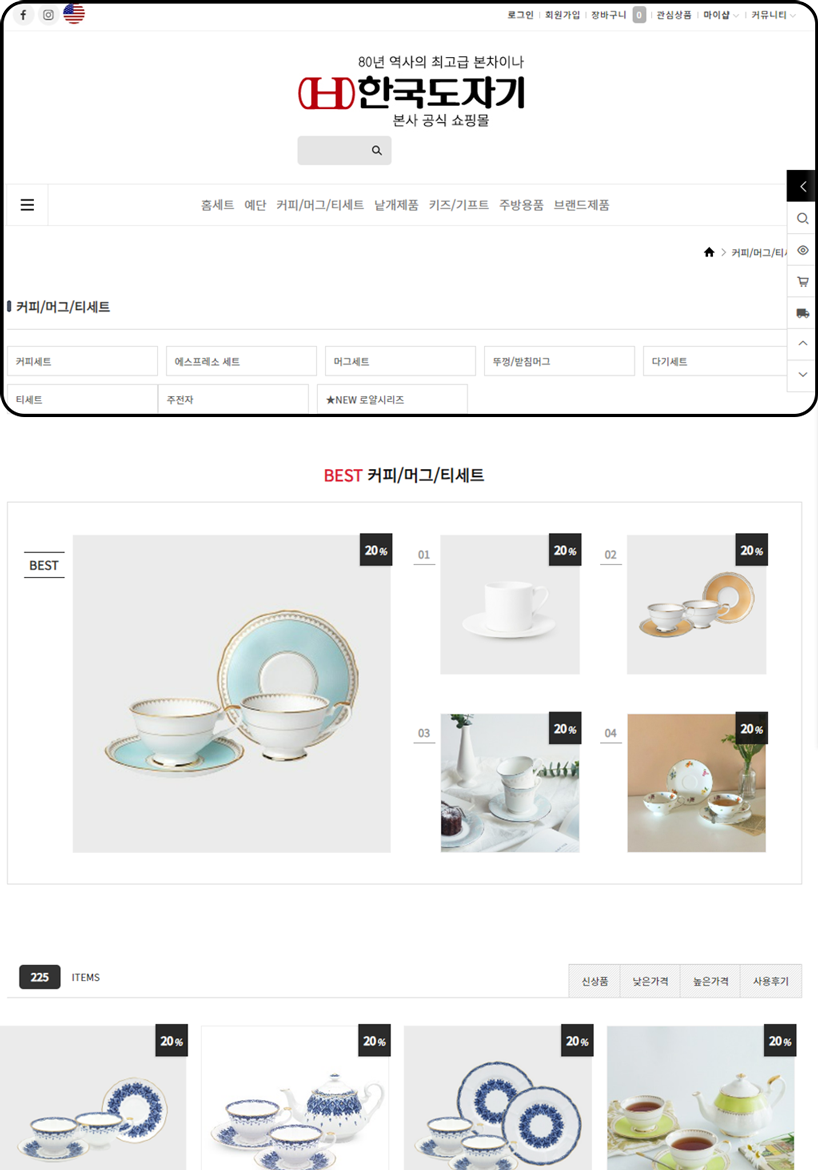 로그인 회원가입 장바구니 0 관심상품 마이샵 커뮤니티
80년 역사의 최고급 본차이나
H 한국도자기
본사 공식 쇼핑몰
홈세트 예단 커피/머그/티세트 낱개제품 키즈/기프트 주방용품 브랜드제품
커피/머그/티
커피/머그/티세트
커피세트 에스프레소 세트 머그세트 뚜껑/받침머그 다기세트
티세트 주전자 ★NEW 로얄시리즈
BEST 커피/머그/티세트
BEST
20%
01
20%
02
20%
03
20%
04
20%
225 ITEMS
신상품 낮은가격 높은가격 사용후기
20% 20% 20% 20%